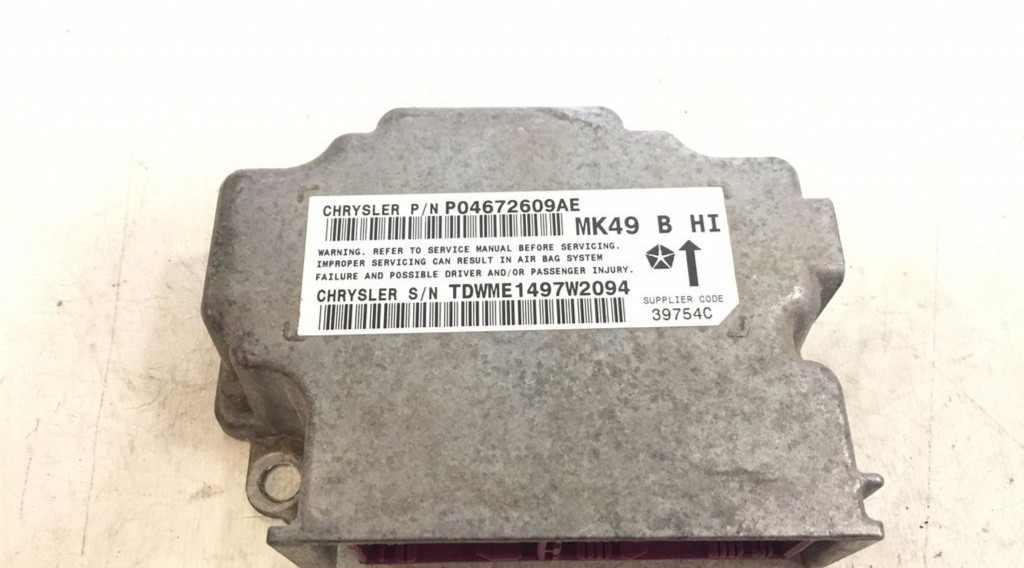 CHRYSLER P/N P04672609AE
MK49 B HI
WARNING. REFER TO SERVICE MANUAL BEFORE SERVICING.
IMPROPER SERVICING CAN RESULT IN AIR BAG SYSTEM
FAILURE AND POSSIBLE DRIVER AND/OR PASSENGER INJURY.
CHRYSLER S/N TDWME1497W2094
SUPPLIER CODE
39754C